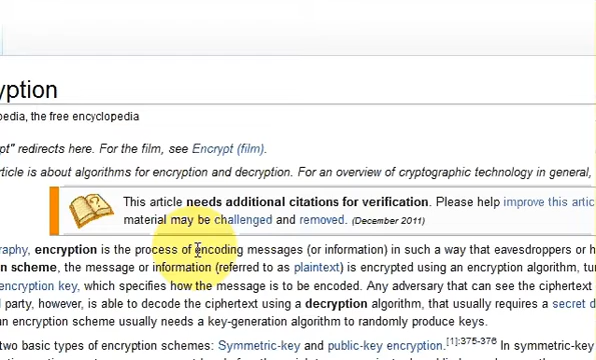 yption
pedia, the free encyclopedia
pt" redirects here. For the film, see Encrypt (film).
rticle is about algorithms for encryption and decryption. For an overview of cryptographic technology in general,
This article needs additional citations for verification. Please help improve this artic
material may be challenged and removed. (December 2011)
raphy, encryption is the process of encoding messages (or information) in such a way that eavesdroppers or h
n scheme, the message or information (referred to as plaintext) is encrypted using an encryption algorithm, tu
encryption key, which specifies how the message is to be encoded. Any adversary that can see the ciphertext
l party, however, is able to decode the ciphertext using a decryption algorithm, that usually requires a secret d
an encryption scheme usually needs a key-generation algorithm to randomly produce keys.
two basic types of encryption schemes: Symmetric-key and public-key encryption.[1]:375-376 In symmetric-key